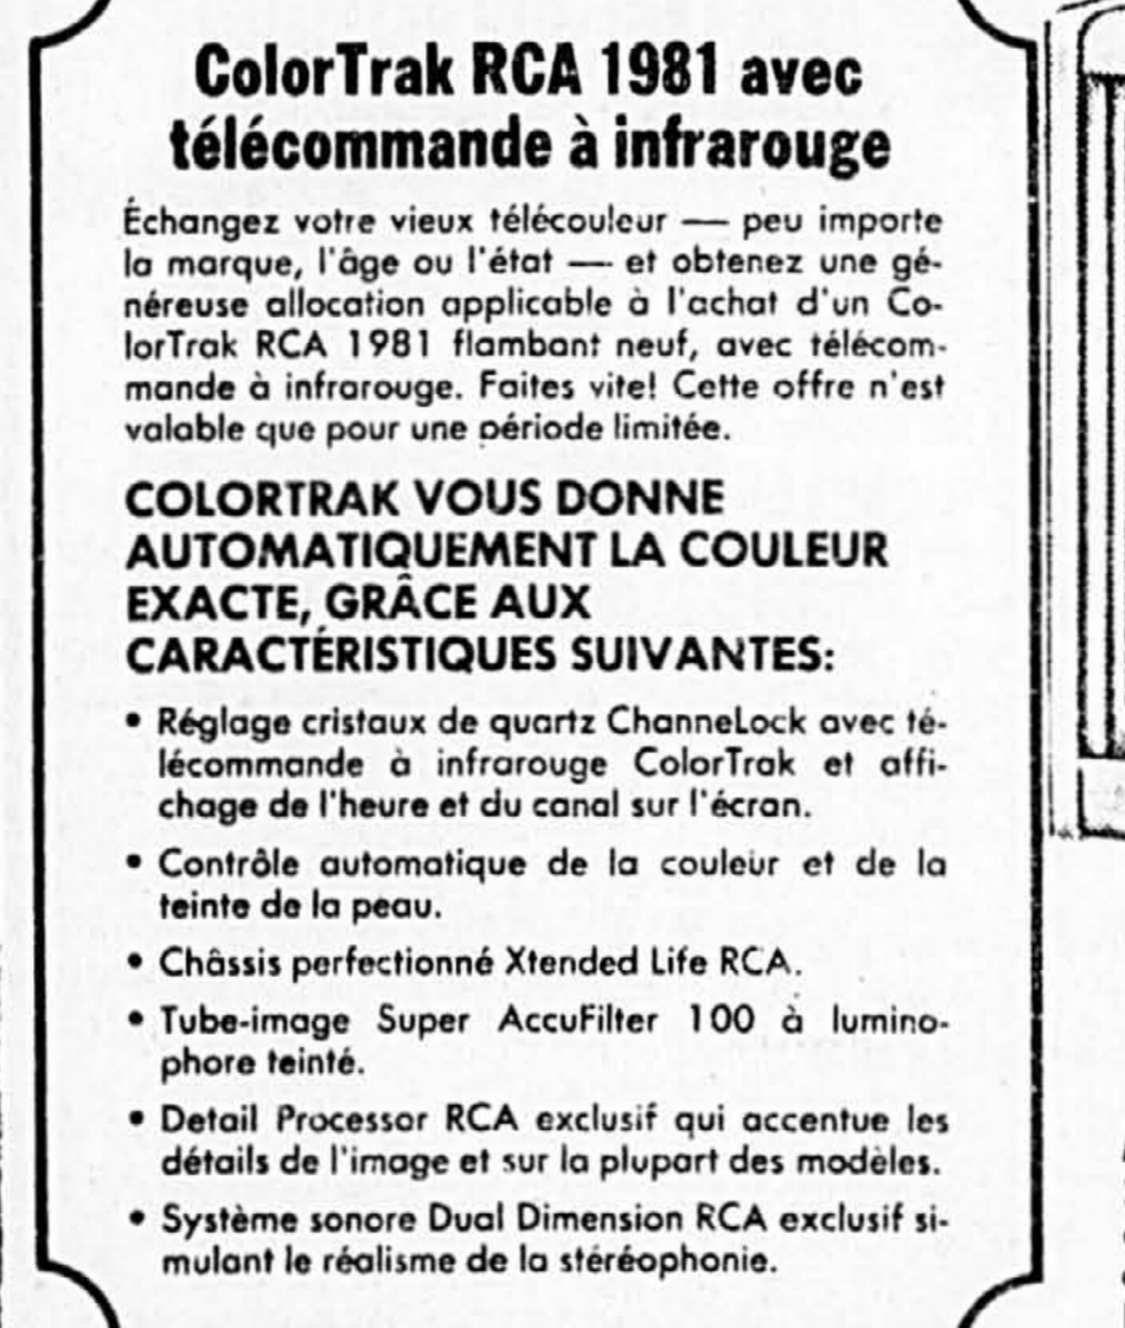 ColorTrak RCA 1981 avec
télécommande à infrarouge
Échangez votre vieux télécouleur — peu importe
la marque, l'âge ou l'état — et obtenez une gé-
néreuse allocation applicable à l'achat d'un Co-
lorTrak RCA 1981 flambant neuf, avec télécom-
mande à infrarouge. Faites vite! Cette offre n'est
valable que pour une période limitée.
COLORTRAK VOUS DONNE
AUTOMATIQUEMENT LA COULEUR
EXACTE, GRÂCE AUX
CARACTÉRISTIQUES SUIVANTES:
• Réglage cristaux de quartz ChanneLock avec té-
lécommande à infrarouge ColorTrak et affi-
chage de l'heure et du canal sur l'écran.
• Contrôle automatique de la couleur et de la
teinte de la peau.
• Châssis perfectionné Xtended Life RCA.
• Tube-image Super AccuFilter 100 à lumino-
phore teinté.
• Detail Processor RCA exclusif qui accentue les
détails de l'image et sur la plupart des modèles.
• Système sonore Dual Dimension RCA exclusif si-
mulant le réalisme de la stéréophonie.